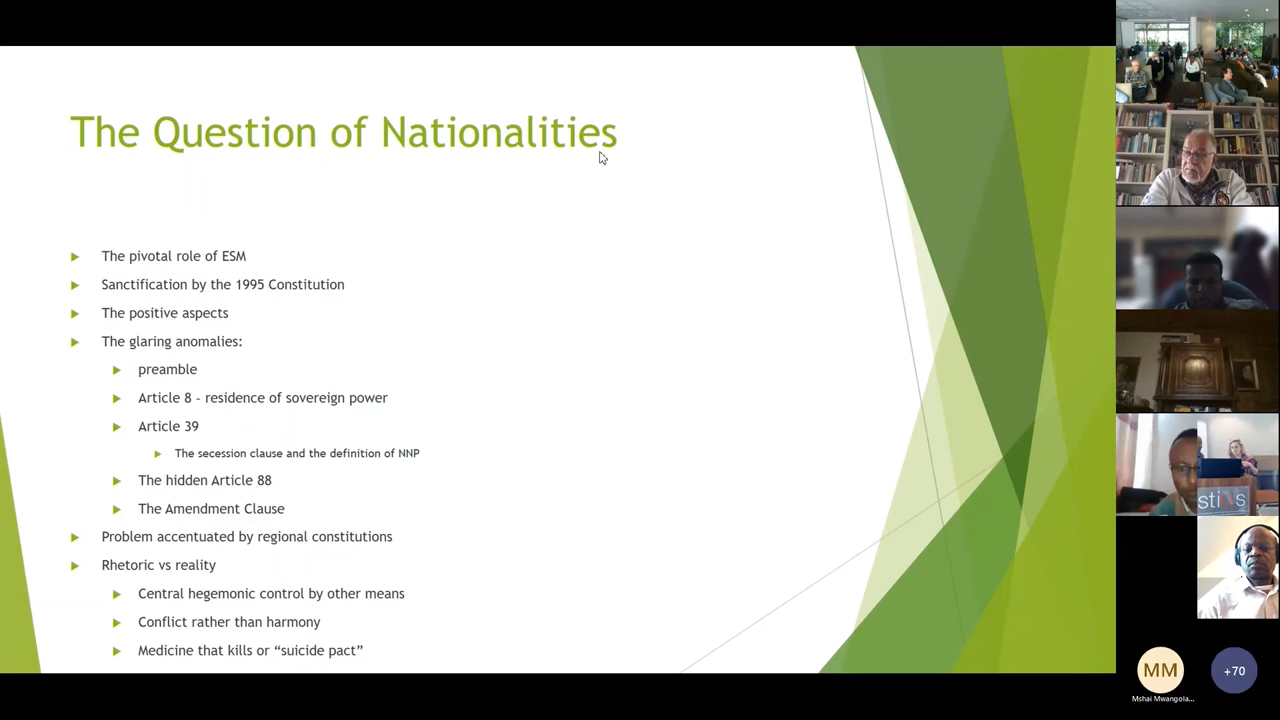 The Question of Nationalities
The pivotal role of ESM
Sanctification by the 1995 Constitution
The positive aspects
The glaring anomalies:
preamble
Article 8 - residence of sovereign power
Article 39
The secession clause and the definition of NNP
The hidden Article 88
The Amendment Clause
Problem accentuated by regional constitutions
Rhetoric vs reality
Central hegemonic control by other means
Conflict rather than harmony
Medicine that kills or “suicide pact”
MM
+70
Mshai Mwangola...